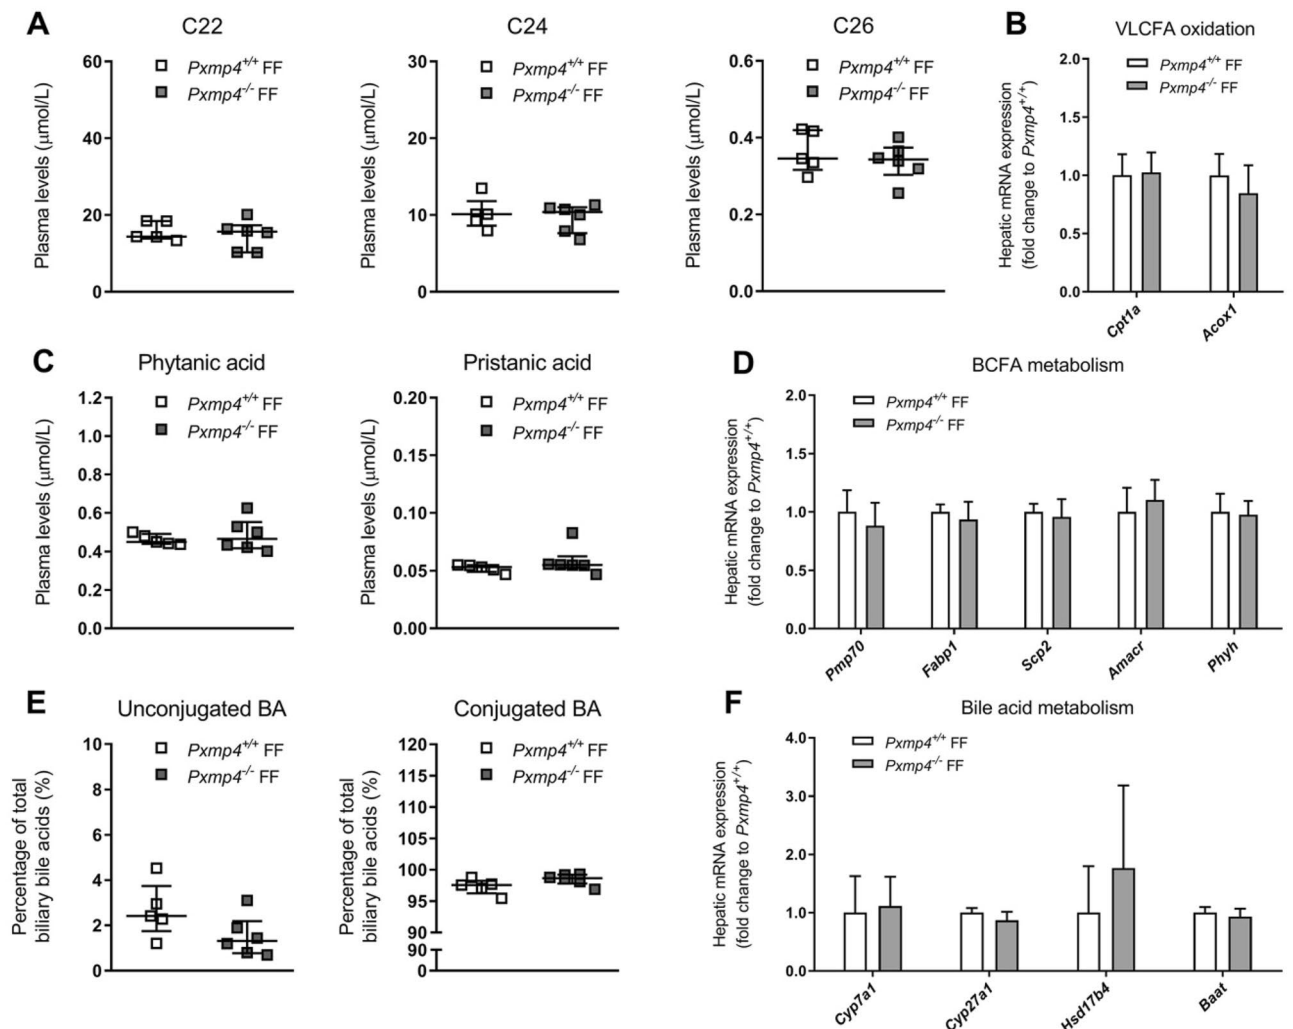 A
C22
Plasma levels (μmol/L)
60
40
20
0
Pxmp4+/+ FF
Pxmp4-/- FF
C24
Plasma levels (μmol/L)
30
20
10
0
Pxmp4+/+ FF
Pxmp4-/- FF
C26
Plasma levels (μmol/L)
0.6
0.4
0.2
0.0
Pxmp4+/+ FF
Pxmp4-/- FF
B
VLCFA oxidation
Hepatic mRNA expression
(fold change to Pxmp4+/+)
2.0
1.5
1.0
0.5
0.0
Pxmp4+/+ FF
Pxmp4-/- FF
Cpt1a
Acox1
C
Phytanic acid
Plasma levels (μmol/L)
1.2
1.0
0.8
0.6
0.4
0.2
0.0
Pxmp4+/+ FF
Pxmp4-/- FF
Pristanic acid
Plasma levels (μmol/L)
0.20
0.15
0.10
0.05
0.00
Pxmp4+/+ FF
Pxmp4-/- FF
D
BCFA metabolism
Hepatic mRNA expression
(fold change to Pxmp4+/+)
2.0
1.5
1.0
0.5
0.0
Pxmp4+/+ FF
Pxmp4-/- FF
Pmp70
Fabp1
Scp2
Amacr
Phyh
E
Unconjugated BA
Percentage of total
biliary bile acids (%)
10
8
6
4
2
0
Pxmp4+/+ FF
Pxmp4-/- FF
Conjugated BA
Percentage of total
biliary bile acids (%)
120
115
110
105
100
95
90
90
0
Pxmp4+/+ FF
Pxmp4-/- FF
F
Bile acid metabolism
Hepatic mRNA expression
(fold change to Pxmp4+/+)
4.0
3.0
2.0
1.0
0.0
Pxmp4+/+ FF
Pxmp4-/- FF
Cyp7a1
Cyp27a1
Hsd17b4
Baat